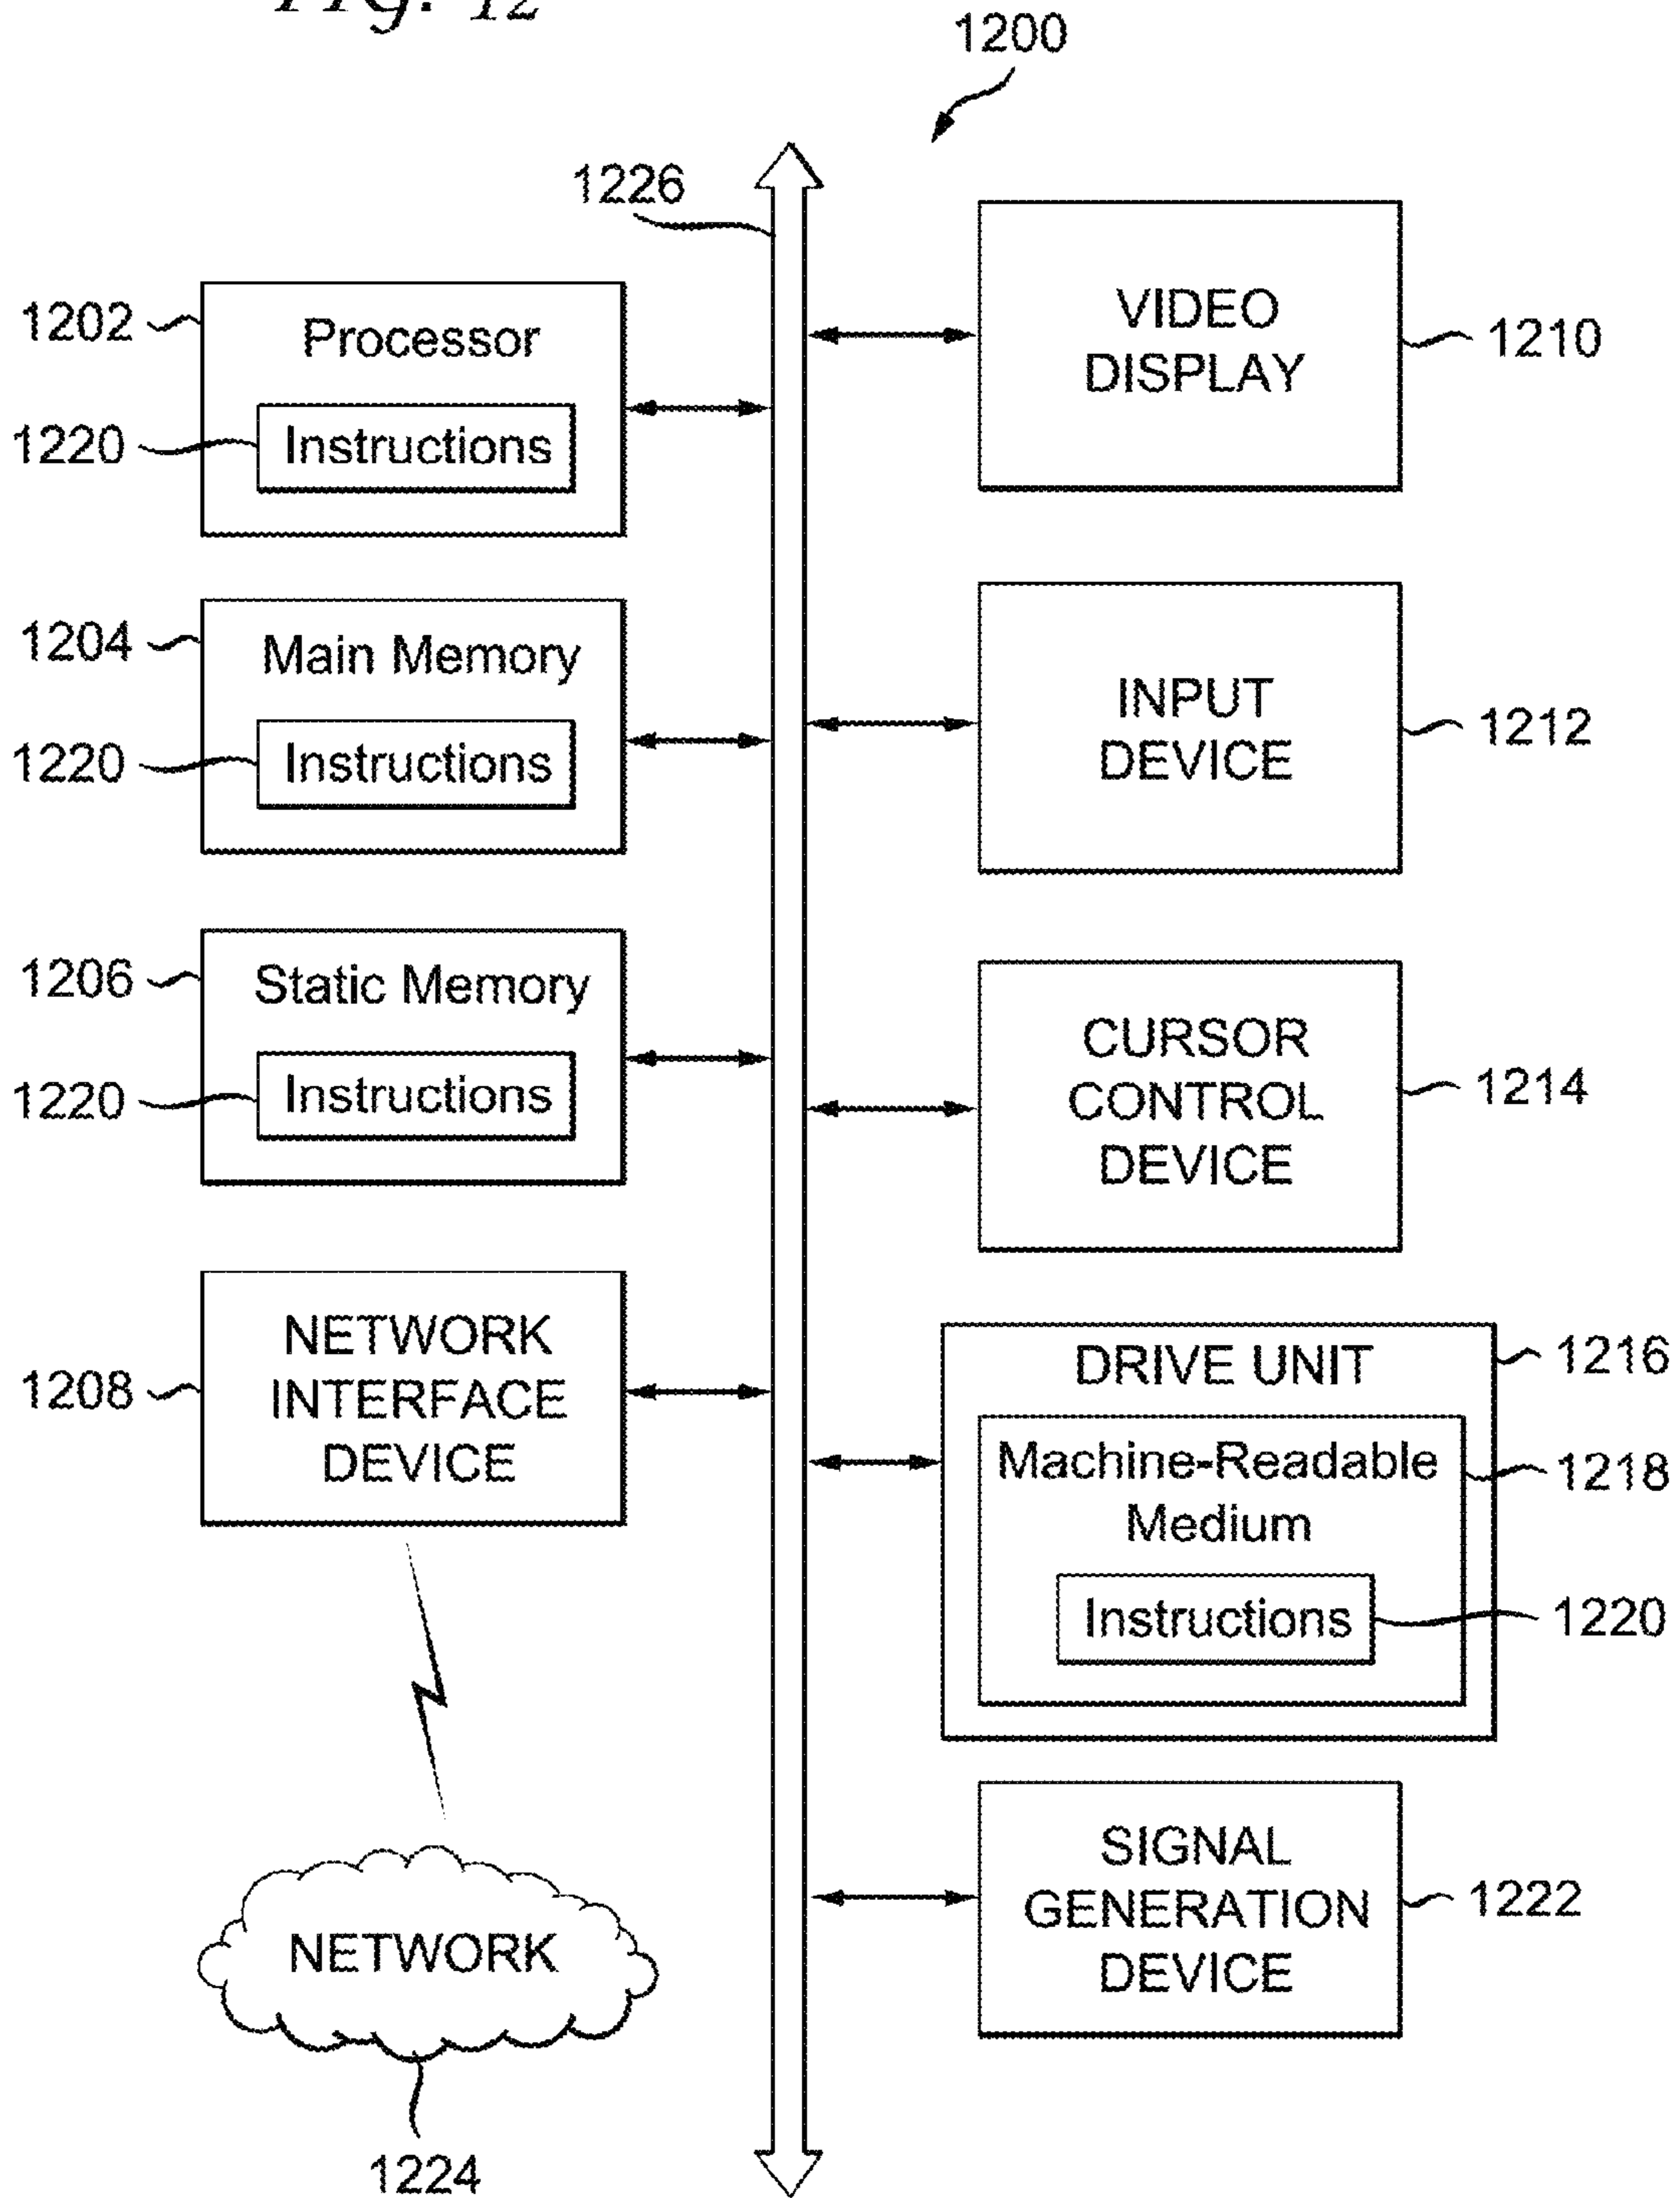 FIG. 12
1200
1226
1202
Processor
1220
Instructions
1204
Main Memory
1220
Instructions
1206
Static Memory
1220
Instructions
1208
NETWORK
INTERFACE
DEVICE
NETWORK
1224
VIDEO
DISPLAY
1210
INPUT
DEVICE
1212
CURSOR
CONTROL
DEVICE
1214
DRIVE UNIT
1216
Machine-Readable
Medium
1218
Instructions
1220
SIGNAL
GENERATION
DEVICE
1222